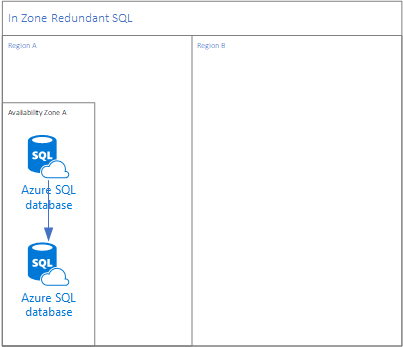 In Zone Redundant SQL
Region A
Region B
Availability Zone A
SQL
Azure SQL
database
SQL
Azure SQL
database